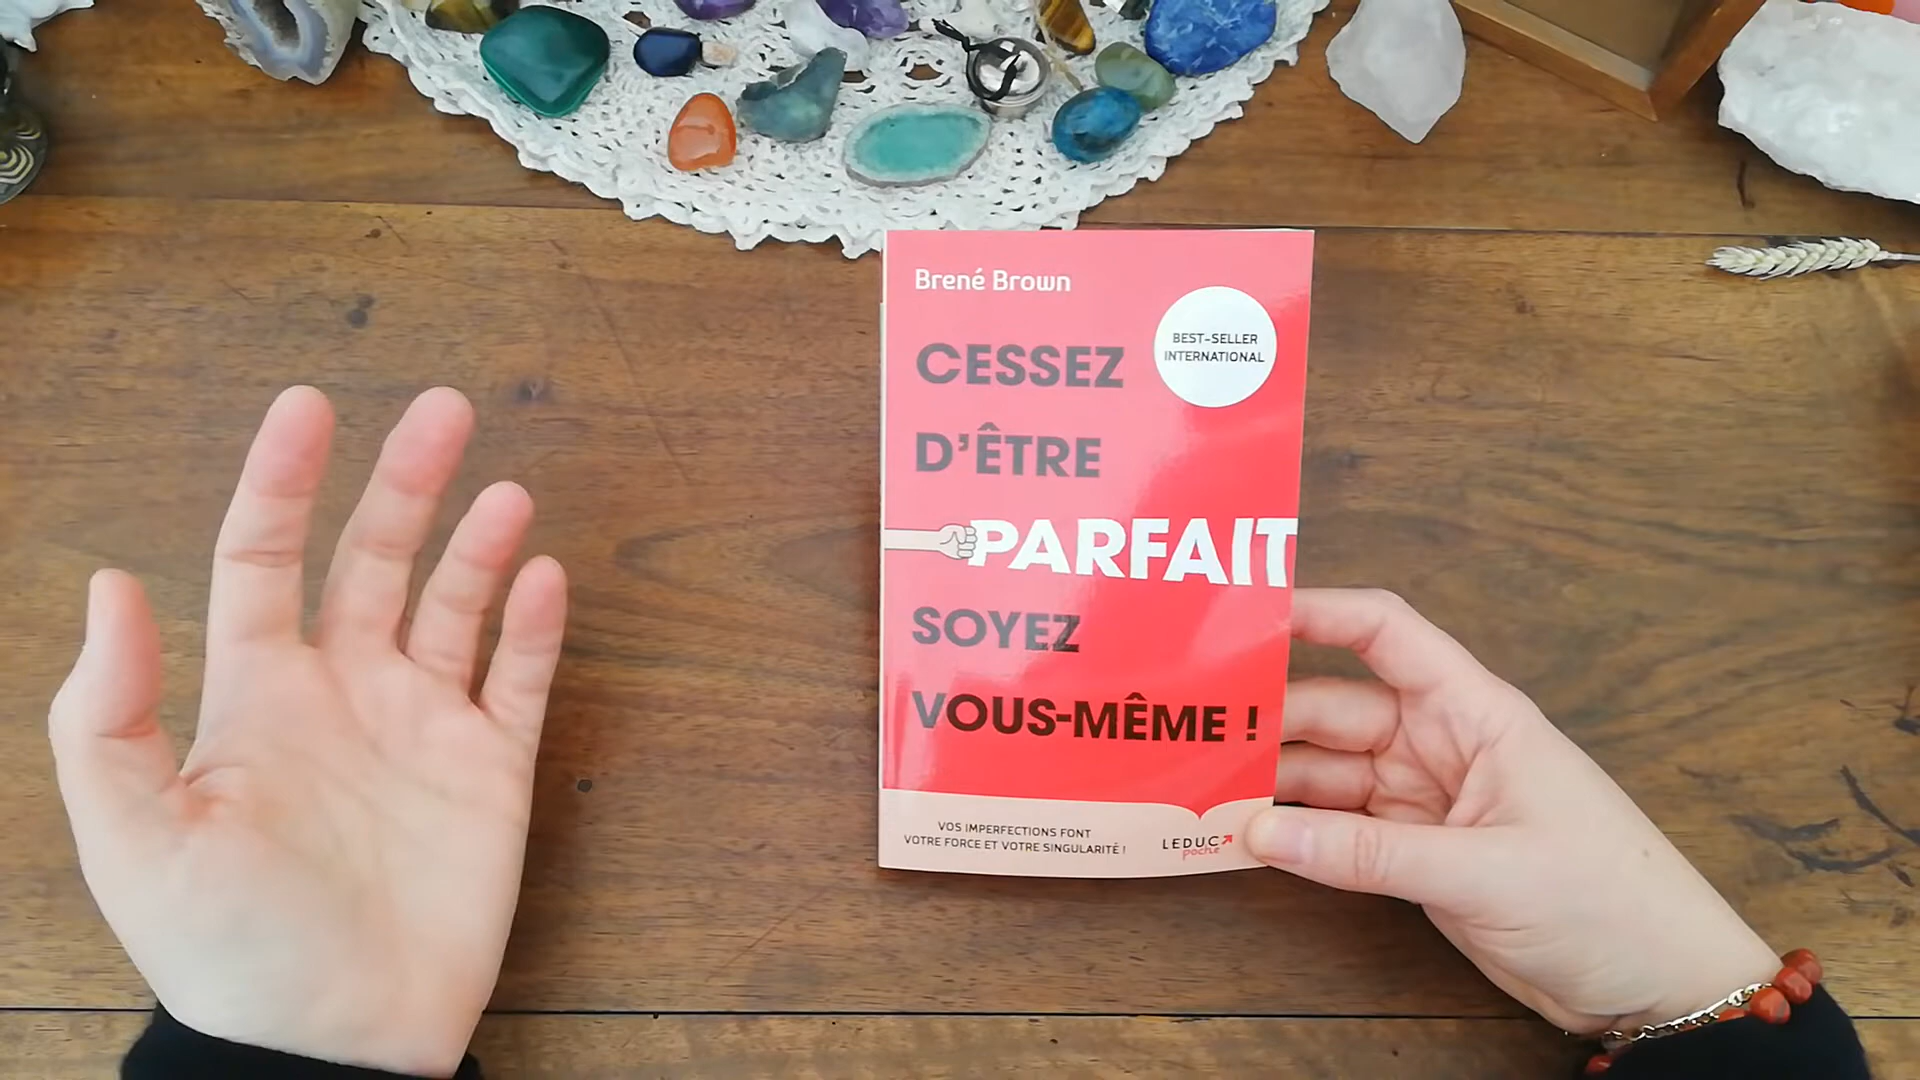 Brené Brown
BEST-SELLER
INTERNATIONAL
CESSEZ
D'ÊTRE
PARFAIT
SOYEZ
VOUS-MÊME !
VOS IMPERFECTIONS FONT
VOTRE FORCE ET VOTRE SINGULARITÉ !
LEDUC
poche